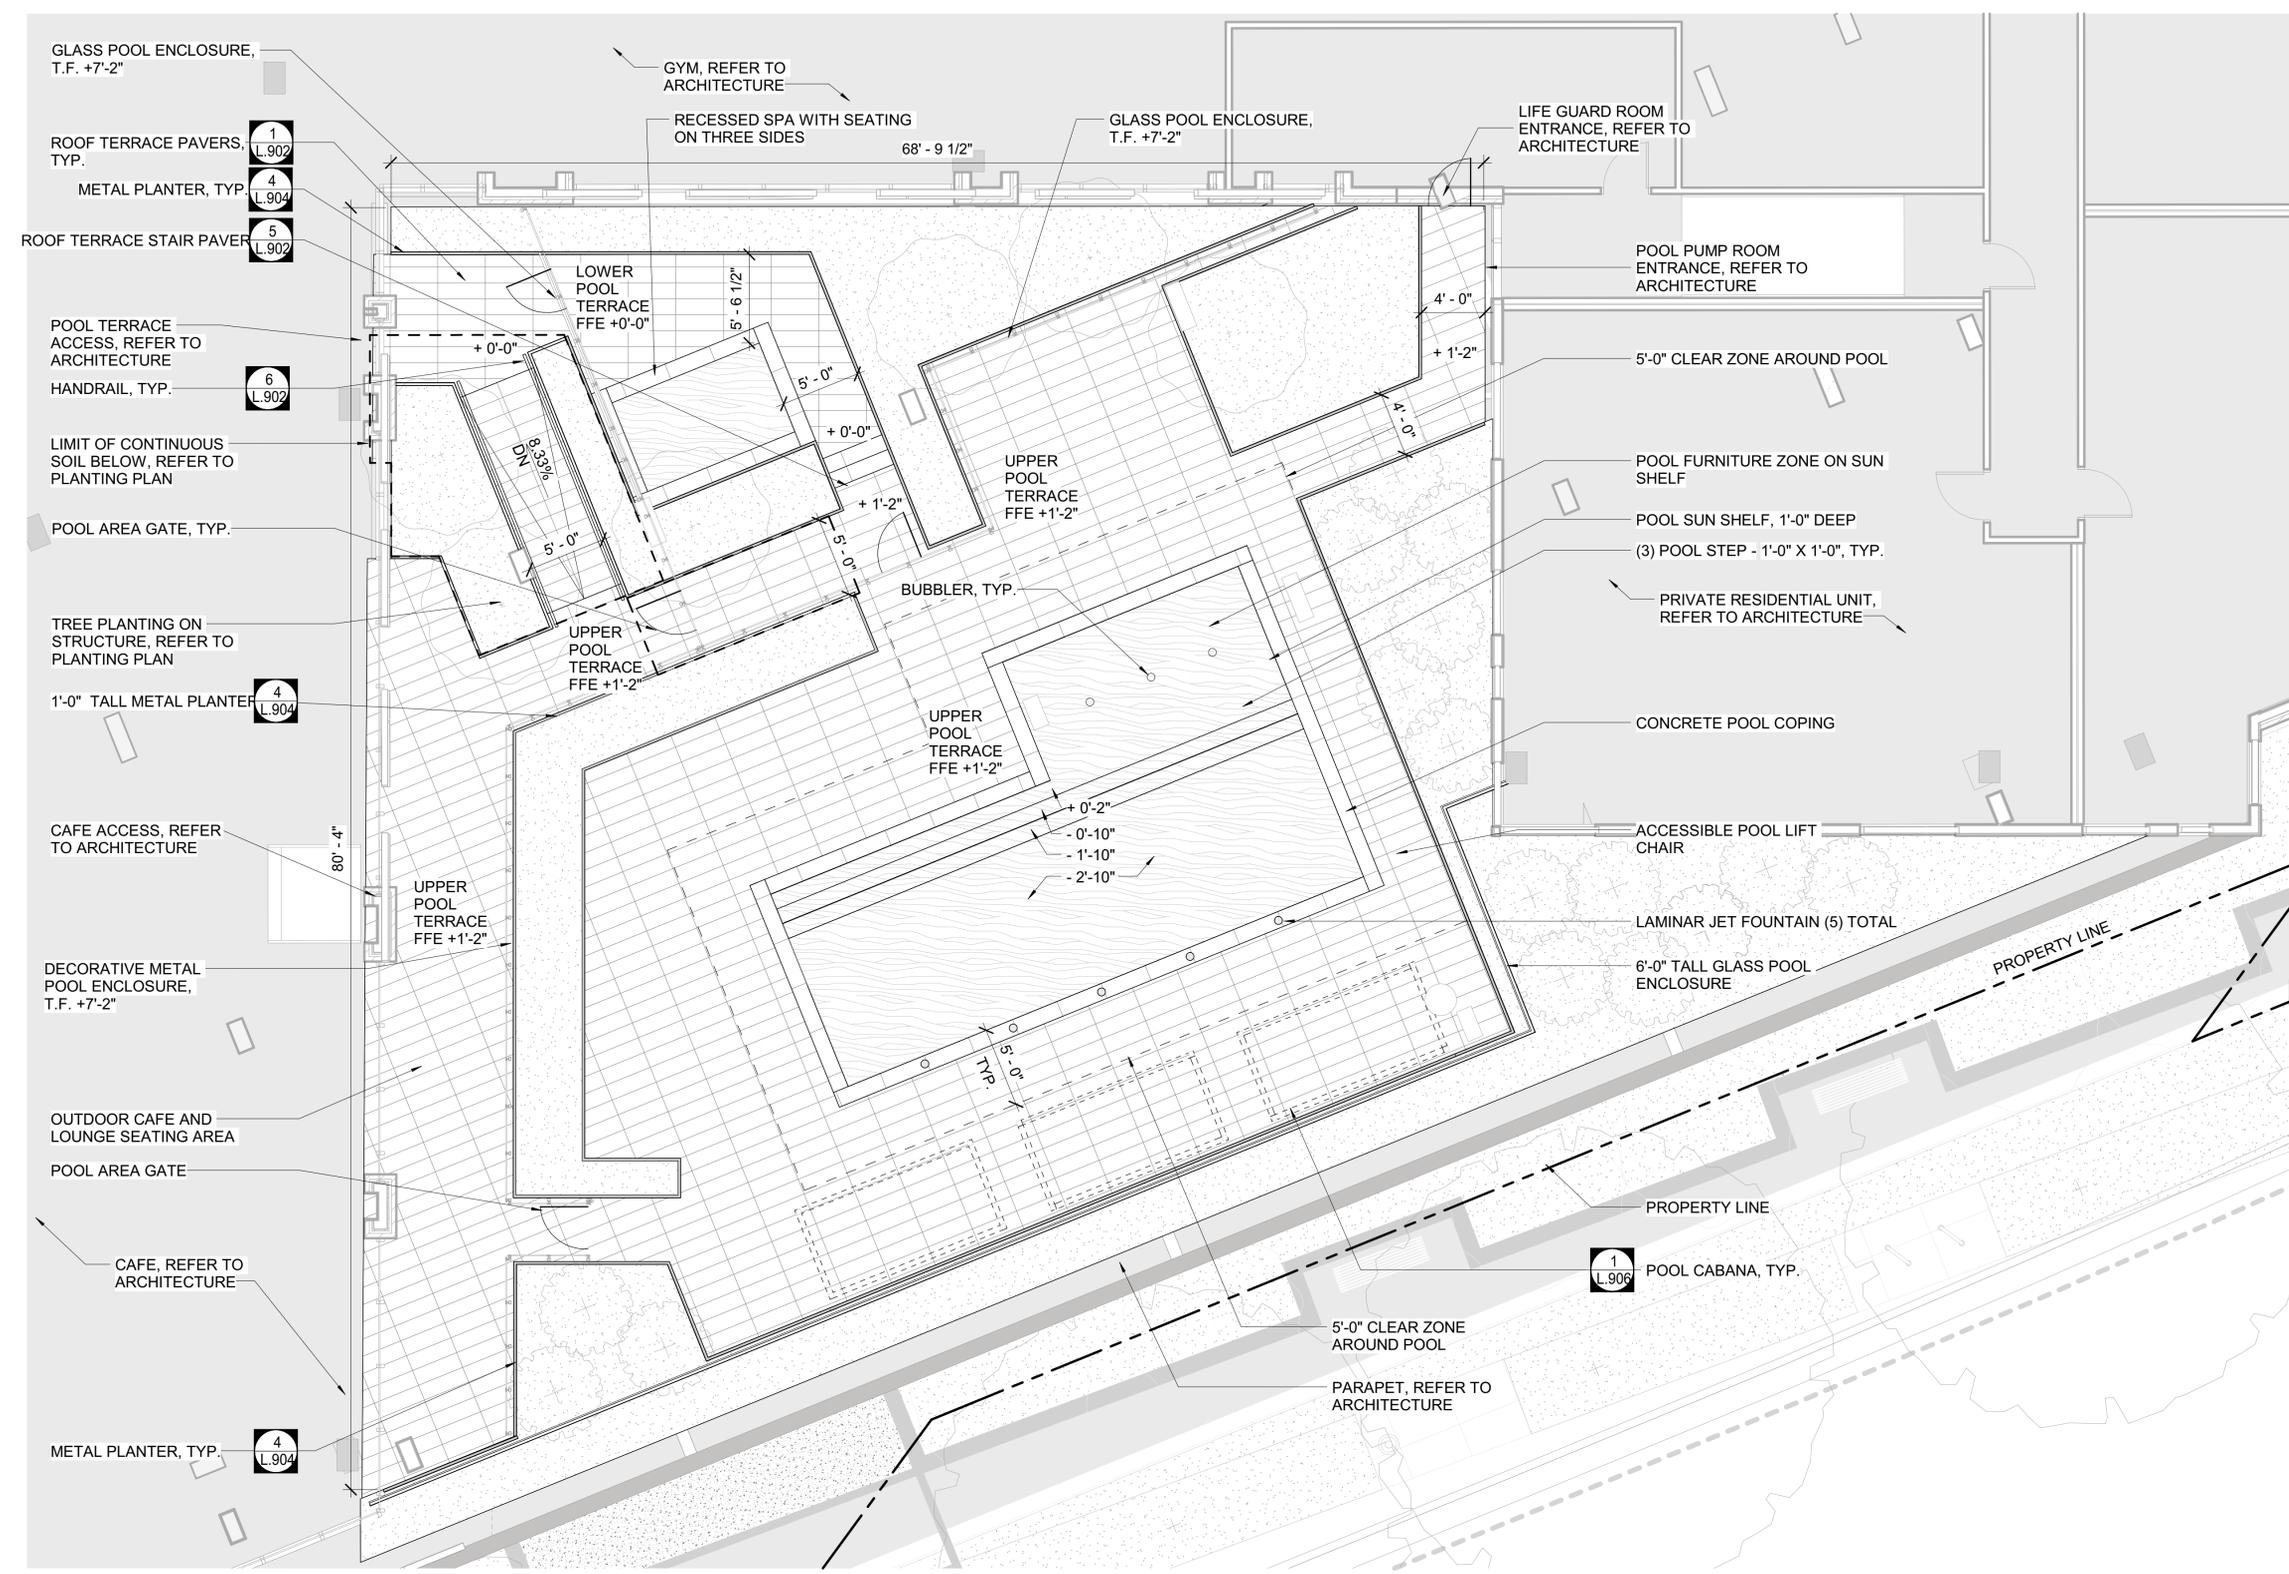 GLASS POOL ENCLOSURE,
T.F. +7'-2"
GYM, REFER TO
ARCHITECTURE
RECESSED SPA WITH SEATING
ON THREE SIDES
GLASS POOL ENCLOSURE,
T.F. +7'-2"
LIFE GUARD ROOM
ENTRANCE, REFER TO
ARCHITECTURE
68' - 9 1/2"
ROOF TERRACE PAVERS,
TYP.
1
L.902
METAL PLANTER, TYP.
4
L.904
ROOF TERRACE STAIR PAVER
5
L.902
LOWER
POOL
TERRACE
FFE +0'-0"
5' - 6 1/2"
POOL PUMP ROOM
ENTRANCE, REFER TO
ARCHITECTURE
4' - 0"
POOL TERRACE
ACCESS, REFER TO
ARCHITECTURE
+ 0'-0"
+ 1'-2"
5'-0" CLEAR ZONE AROUND POOL
HANDRAIL, TYP.
6
L.902
5' - 0"
4' - 0"
LIMIT OF CONTINUOUS
SOIL BELOW, REFER TO
PLANTING PLAN
8.33%
DN
+ 0'-0"
UPPER
POOL
TERRACE
FFE +1'-2"
POOL FURNITURE ZONE ON SUN
SHELF
+ 1'-2"
POOL AREA GATE, TYP.
5' - 0"
5' - 0"
POOL SUN SHELF, 1'-0" DEEP
(3) POOL STEP - 1'-0" X 1'-0", TYP.
BUBBLER, TYP.
PRIVATE RESIDENTIAL UNIT,
REFER TO ARCHITECTURE
TREE PLANTING ON
STRUCTURE, REFER TO
PLANTING PLAN
UPPER
POOL
TERRACE
FFE +1'-2"
1'-0" TALL METAL PLANTER
4
L.904
UPPER
POOL
TERRACE
FFE +1'-2"
CONCRETE POOL COPING
+ 0'-2"
- 0'-10"
- 1'-10"
- 2'-10"
CAFE ACCESS, REFER
TO ARCHITECTURE
80' - 4"
ACCESSIBLE POOL LIFT
CHAIR
UPPER
POOL
TERRACE
FFE +1'-2"
LAMINAR JET FOUNTAIN (5) TOTAL
PROPERTY LINE
DECORATIVE METAL
POOL ENCLOSURE,
T.F. +7'-2"
6'-0" TALL GLASS POOL
ENCLOSURE
5' - 0"
TYP.
OUTDOOR CAFE AND
LOUNGE SEATING AREA
POOL AREA GATE
PROPERTY LINE
CAFE, REFER TO
ARCHITECTURE
1
L.906
POOL CABANA, TYP.
5'-0" CLEAR ZONE
AROUND POOL
PARAPET, REFER TO
ARCHITECTURE
METAL PLANTER, TYP.
4
L.904